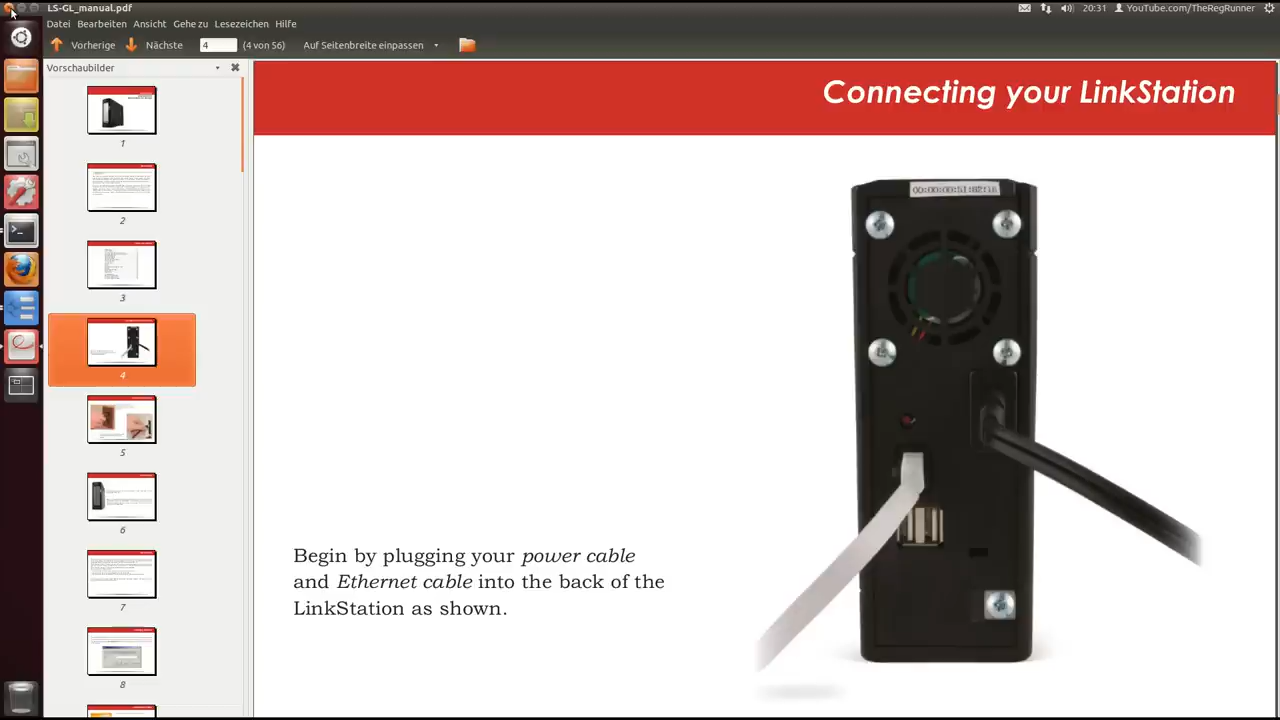 LS-GL_manual.pdf
20:31
YouTube.com/TheRegRunner
Datei Bearbeiten Ansicht Gehe zu Lesezeichen Hilfe
Vorherige Nächste 4 (4 von 56) Auf Seitenbreite einpassen
Vorschaubilder
1
2
3
4
5
6
7
8
Connecting your LinkStation
Begin by plugging your power cable
and Ethernet cable into the back of the
LinkStation as shown.